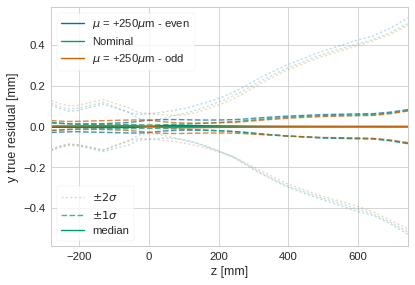 μ = +250μm - even
Nominal
μ = +250μm - odd
y true residual [mm]
0.4
0.2
0.0
−0.2
−0.4
±2σ
±1σ
median
−200
0
200
400
600
z [mm]